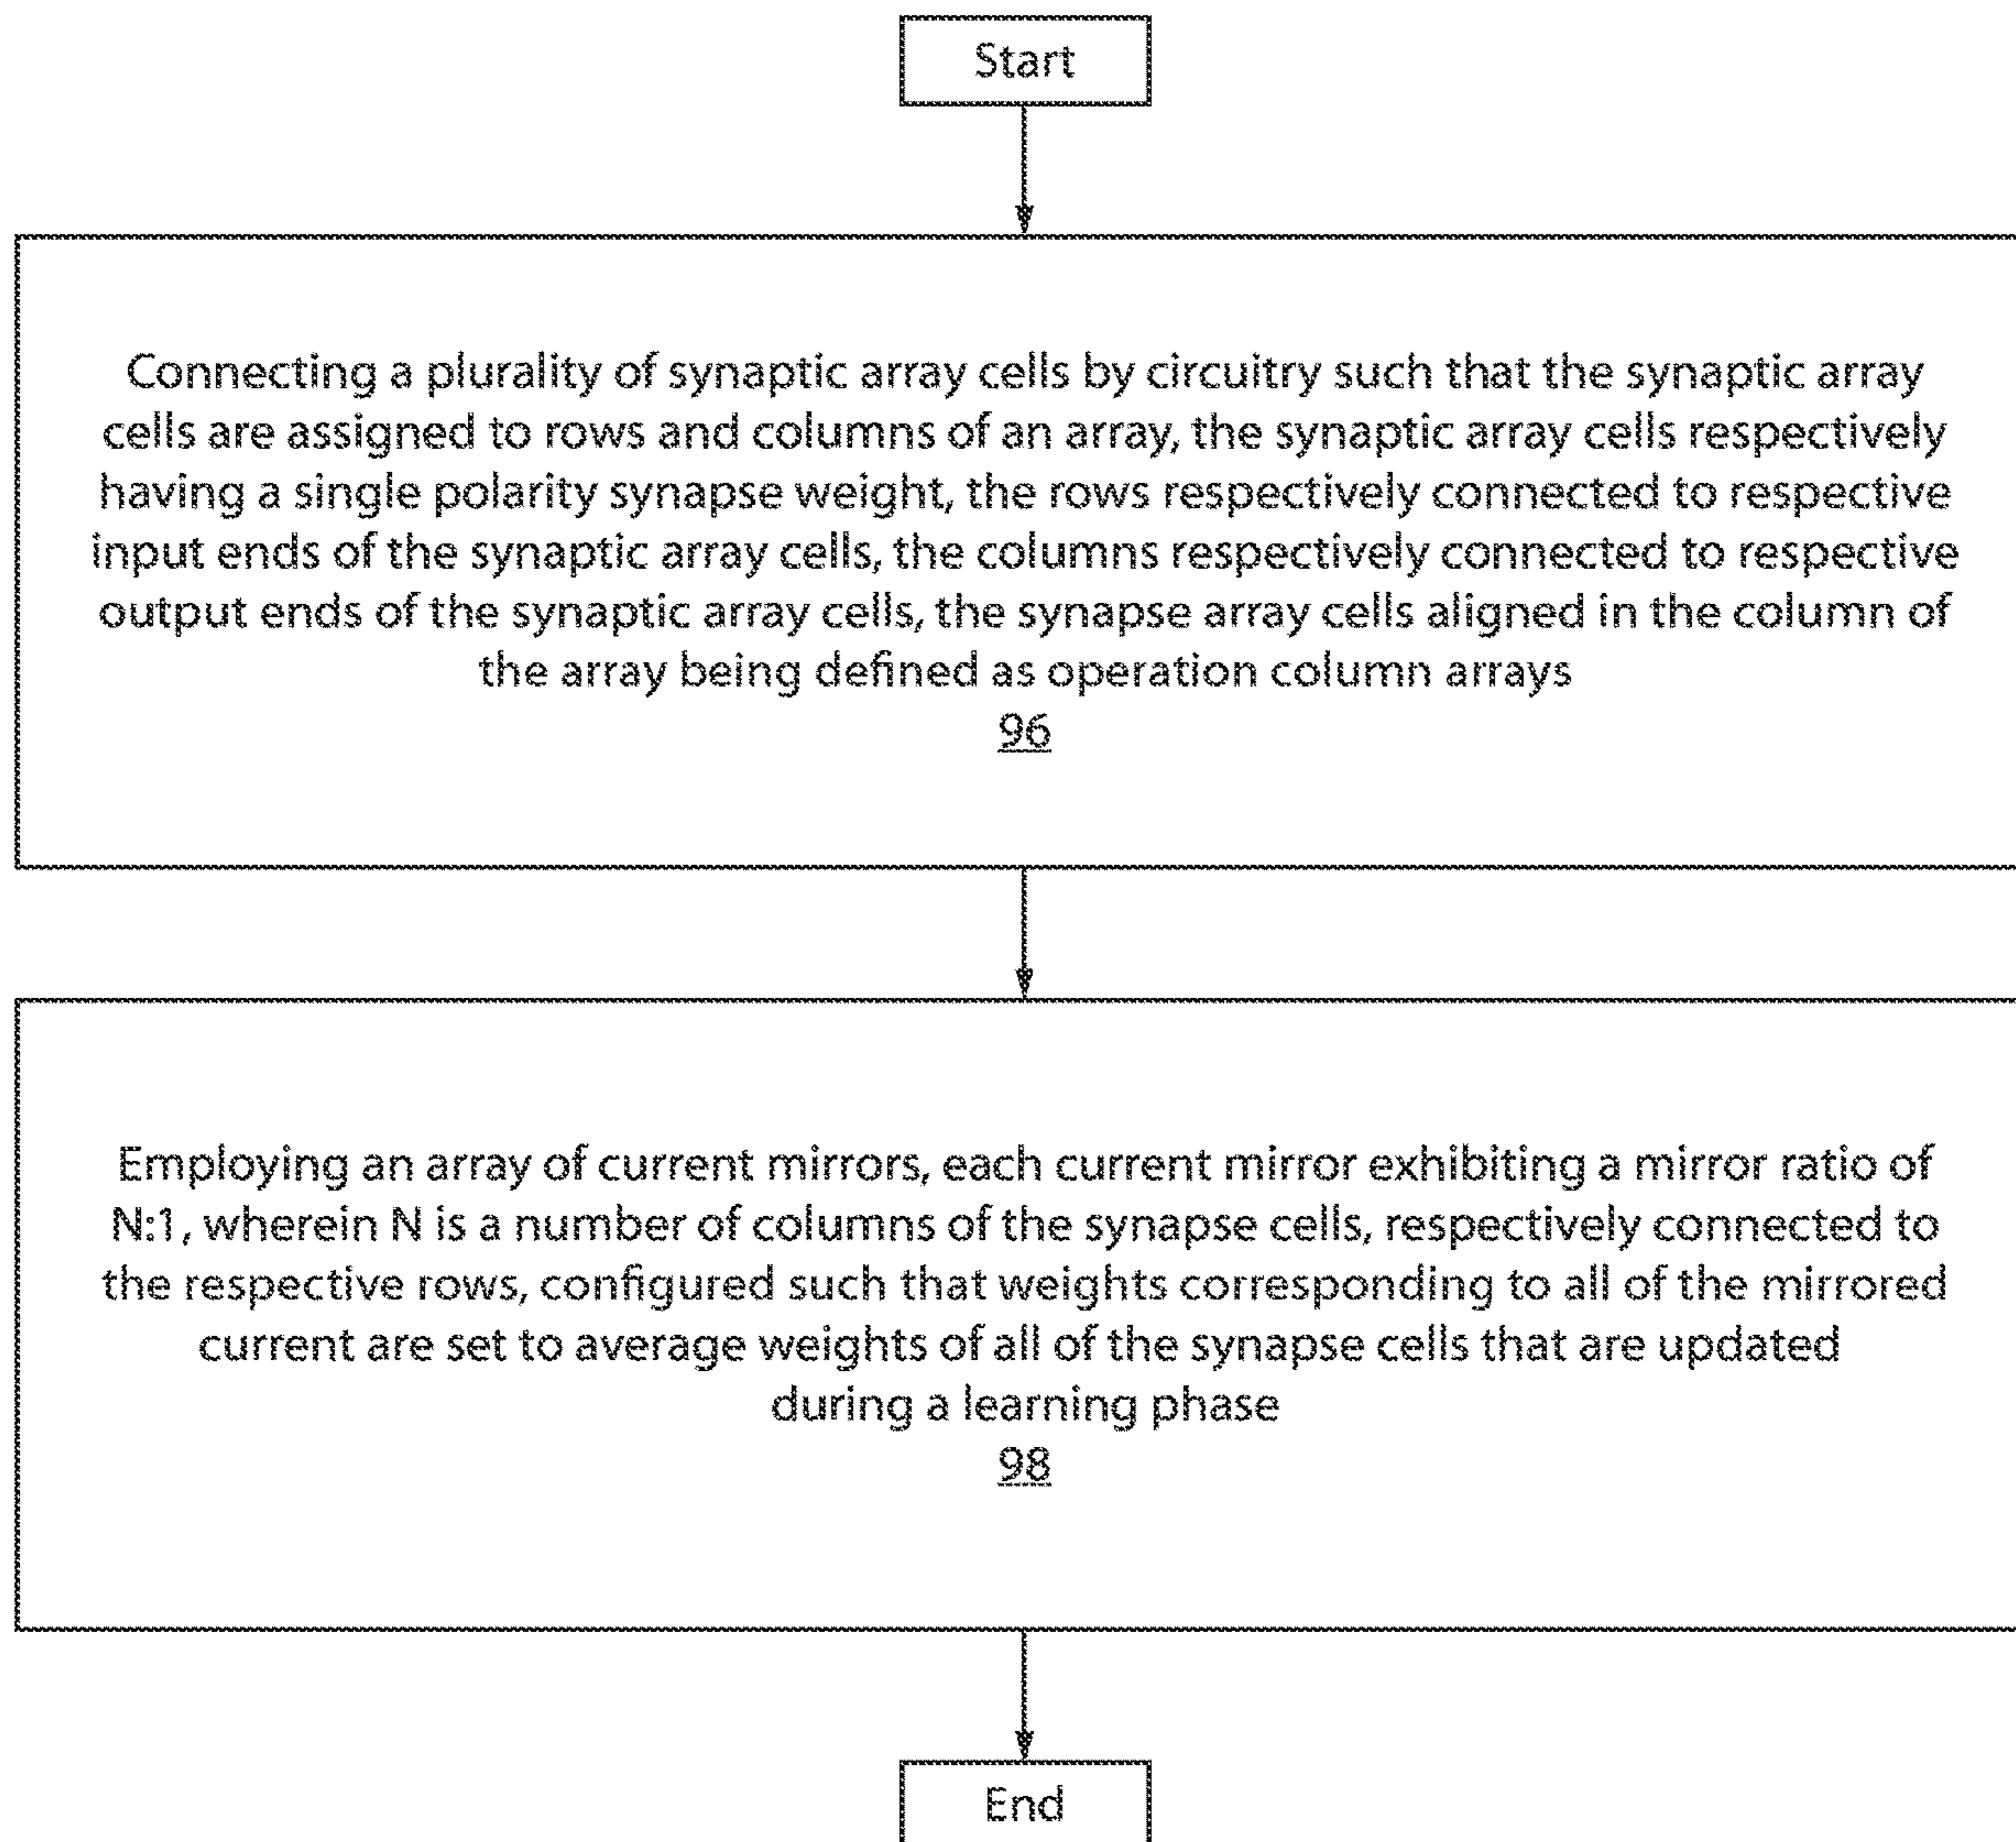 Start
Connecting a plurality of synaptic array cells by circuitry such that the synaptic array
cells are assigned to rows and columns of an array, the synaptic array cells respectively
having a single polarity synapse weight, the rows respectively connected to respective
input ends of the synaptic array cells, the columns respectively connected to respective
output ends of the synaptic array cells, the synapse array cells aligned in the column of
the array being defined as operation column arrays
96
Employing an array of current mirrors, each current mirror exhibiting a mirror ratio of
N:1, wherein N is a number of columns of the synapse cells, respectively connected to
the respective rows, configured such that weights corresponding to all of the mirrored
current are set to average weights of all of the synapse cells that are updated
during a learning phase
98
End